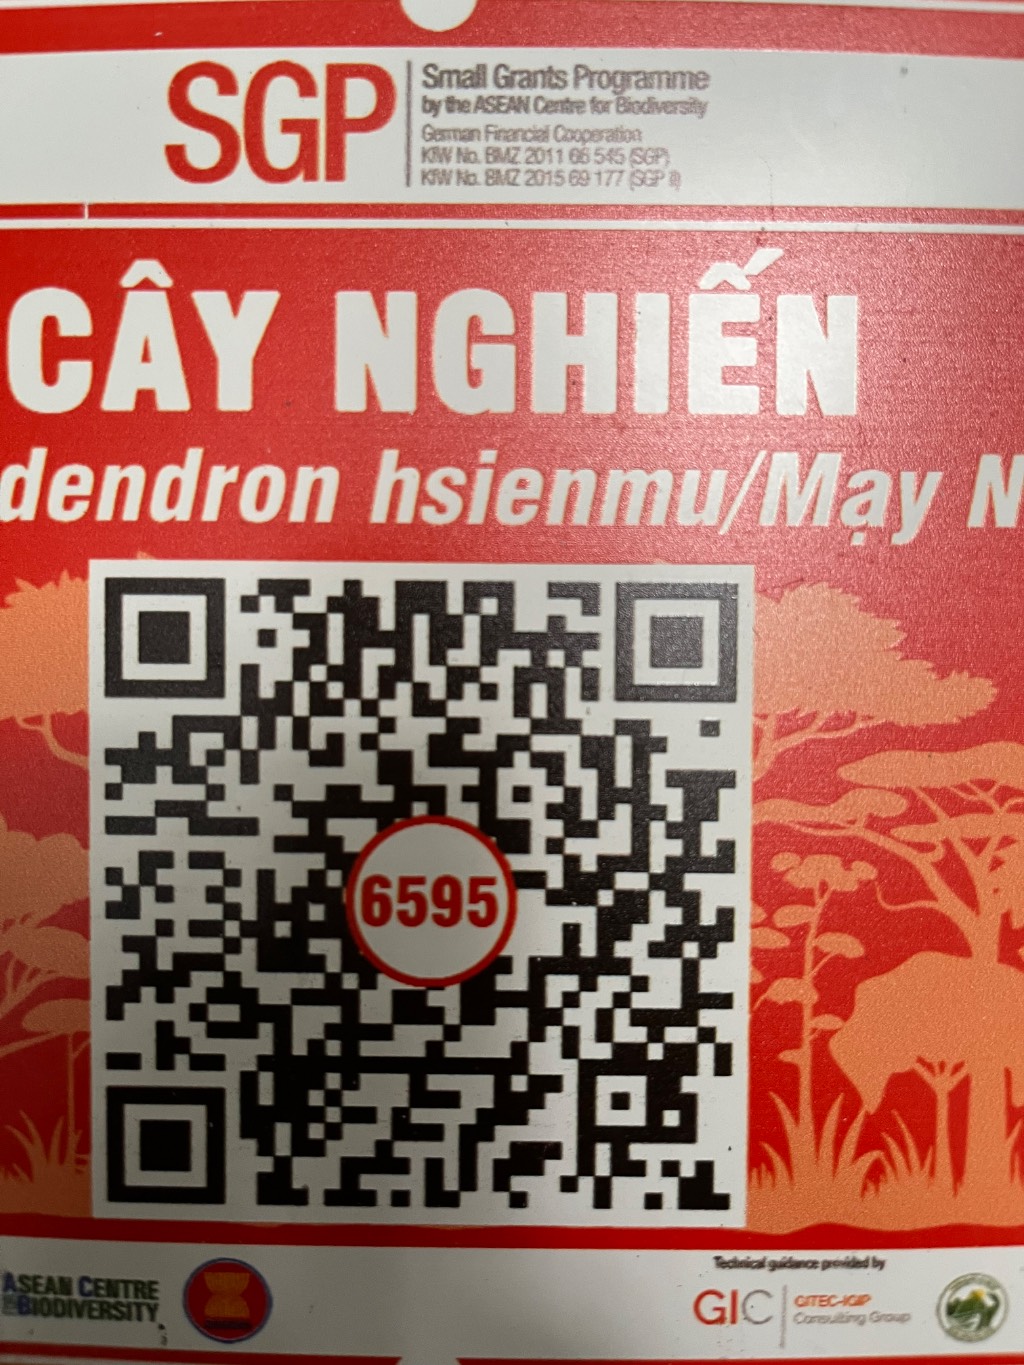 SGP
Small Grants Programme
by the ASEAN Centre for Biodiversity
German Financial Cooperation
KfW No. BMZ 2011 66 545 (SGP)
KfW No. BMZ 2015 69 177 (SGP II)
CÂY NGHIẾN
dendron hsienmu/Mạy N
6595
ASEAN CENTRE
BIODIVERSITY
Technical guidance provided by
GIC
GITEC-IGIP
Consulting Group